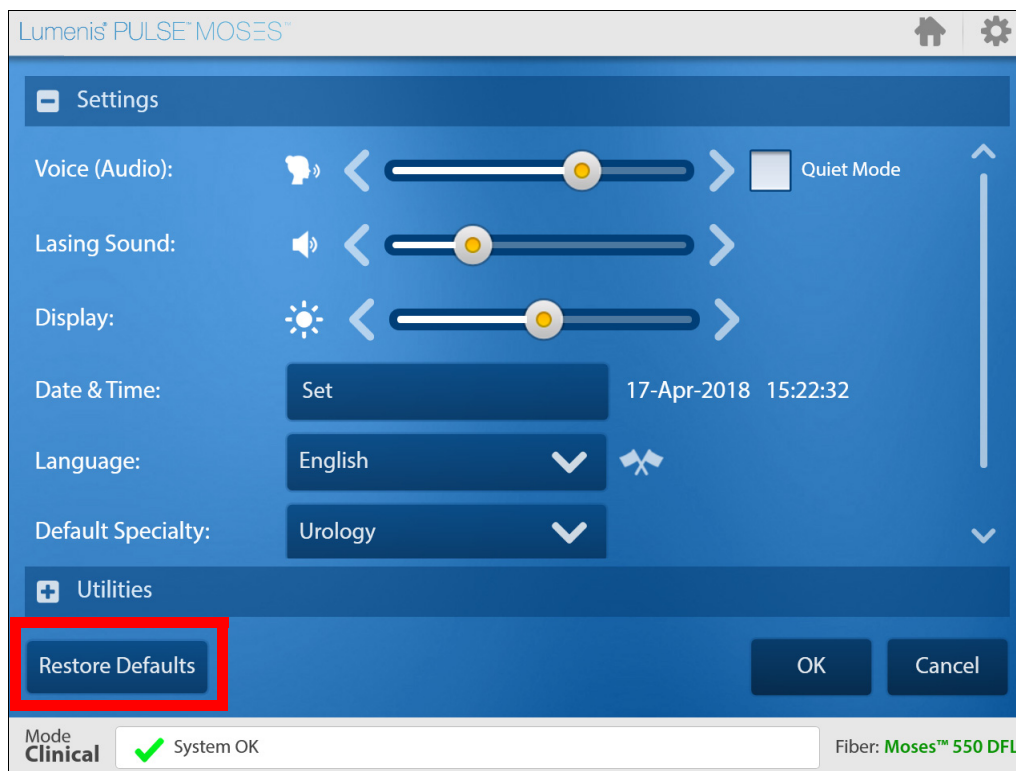 Lumenis® PULSE™ MOSES™
Settings
Voice (Audio): Quiet Mode
Lasing Sound:
Display:
Date & Time: Set 17-Apr-2018 15:22:32
Language: English
Default Specialty: Urology
Utilities
Restore Defaults OK Cancel
Mode
Clinical System OK Fiber: Moses™ 550 DFL